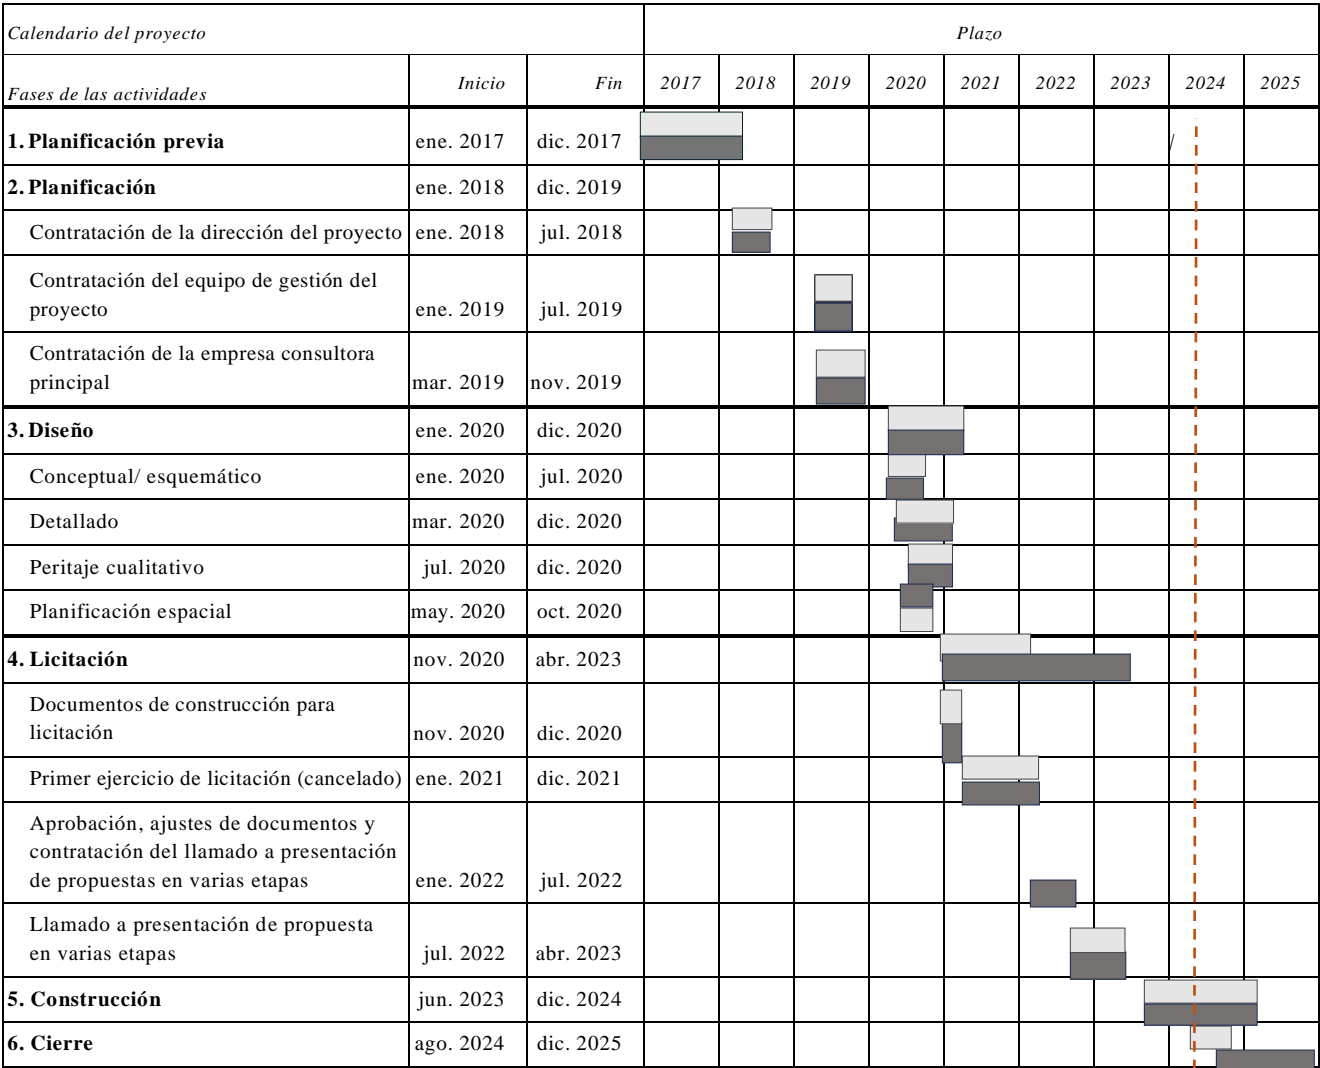 Calendario del proyecto Plazo
Fases de las actividades Inicio Fin 2017 2018 2019 2020 2021 2022 2023 2024 2025
1. Planificación previa ene. 2017 dic. 2017 /
2. Planificación ene. 2018 dic. 2019
Contratación de la dirección del proyecto ene. 2018 jul. 2018
Contratación del equipo de gestión del
proyecto ene. 2019 jul. 2019
Contratación de la empresa consultora
principal mar. 2019 nov. 2019
3. Diseño ene. 2020 dic. 2020
Conceptual/ esquemático ene. 2020 jul. 2020
Detallado mar. 2020 dic. 2020
Peritaje cualitativo jul. 2020 dic. 2020
Planificación espacial may. 2020 oct. 2020
4. Licitación nov. 2020 abr. 2023
Documentos de construcción para
licitación nov. 2020 dic. 2020
Primer ejercicio de licitación (cancelado) ene. 2021 dic. 2021
Aprobación, ajustes de documentos y
contratación del llamado a presentación
de propuestas en varias etapas ene. 2022 jul. 2022
Llamado a presentación de propuesta
en varias etapas jul. 2022 abr. 2023
5. Construcción jun. 2023 dic. 2024
6. Cierre ago. 2024 dic. 2025